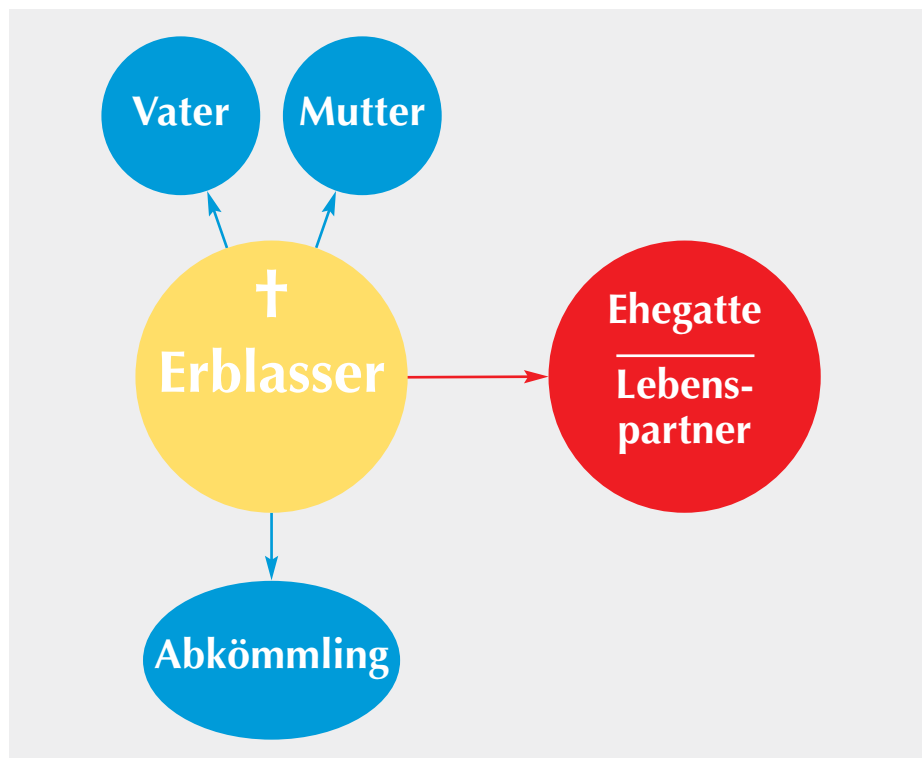 Vater
Mutter
†
Erblasser
Ehegatte
Lebens-
partner
Abkömmling